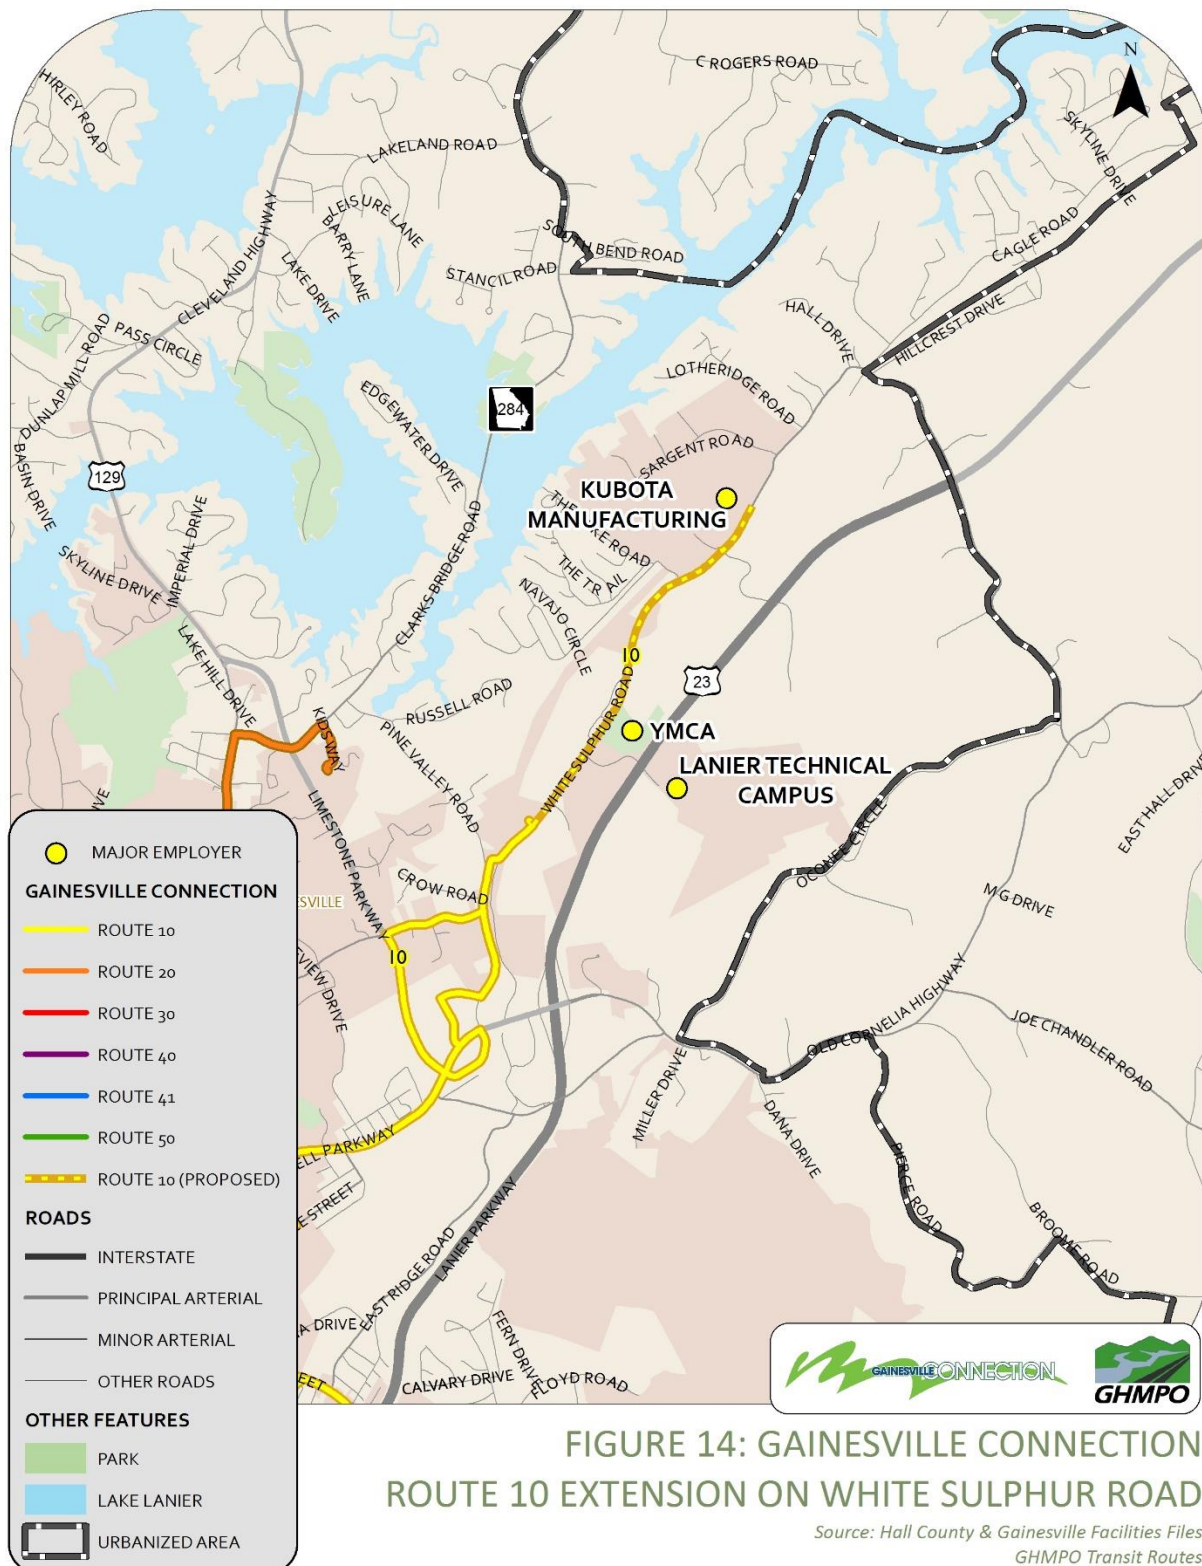 C ROGERS ROAD
N
HIRLEY ROAD
SKYLINE DRIVE
LAKELAND ROAD
LEISURE LANE
BARRY LANE
CLEVELAND HIGHWAY
SOUTH BEND ROAD
CAGLE ROAD
LAKE DRIVE
STANCIL ROAD
HALL DRIVE
HILLCREST DRIVE
PASS CIRCLE
DUNLAP MILL ROAD
LOTHERIDGE ROAD
EDGEWATER DRIVE
284
SARGENT ROAD
BASIN DRIVE
129
KUBOTA
MANUFACTURING
IMPERIAL DRIVE
SKYLINE DRIVE
CLARKS BRIDGE ROAD
THE TRAIL
NAVAJO CIRCLE
LAKE HILL DRIVE
10
23
RUSSELL ROAD
KIDS WAY
PINE VALLEY ROAD
WHITE SULPHUR ROAD
YMCA
LANIER TECHNICAL
CAMPUS
LIMESTONE PARKWAY
EAST HALL DRIVE
OCONEE CIRCLE
CROW ROAD
M G DRIVE
10
OLD CORNELIA HIGHWAY
JOE CHANDLER ROAD
MILLER DRIVE
DANA DRIVE
ELL PARKWAY
PIERCE ROAD
BROOME ROAD
EAST RIDGE ROAD
LANIER PARKWAY
FERN DRIVE
CALVARY DRIVE
FLOYD ROAD
MAJOR EMPLOYER
GAINESVILLE CONNECTION
ROUTE 10
ROUTE 20
ROUTE 30
ROUTE 40
ROUTE 41
ROUTE 50
ROUTE 10 (PROPOSED)
ROADS
INTERSTATE
PRINCIPAL ARTERIAL
MINOR ARTERIAL
OTHER ROADS
OTHER FEATURES
PARK
LAKE LANIER
URBANIZED AREA
GAINESVILLE CONNECTION
GHMPO
FIGURE 14: GAINESVILLE CONNECTION
ROUTE 10 EXTENSION ON WHITE SULPHUR ROAD
Source: Hall County & Gainesville Facilities Files
GHMPO Transit Routes